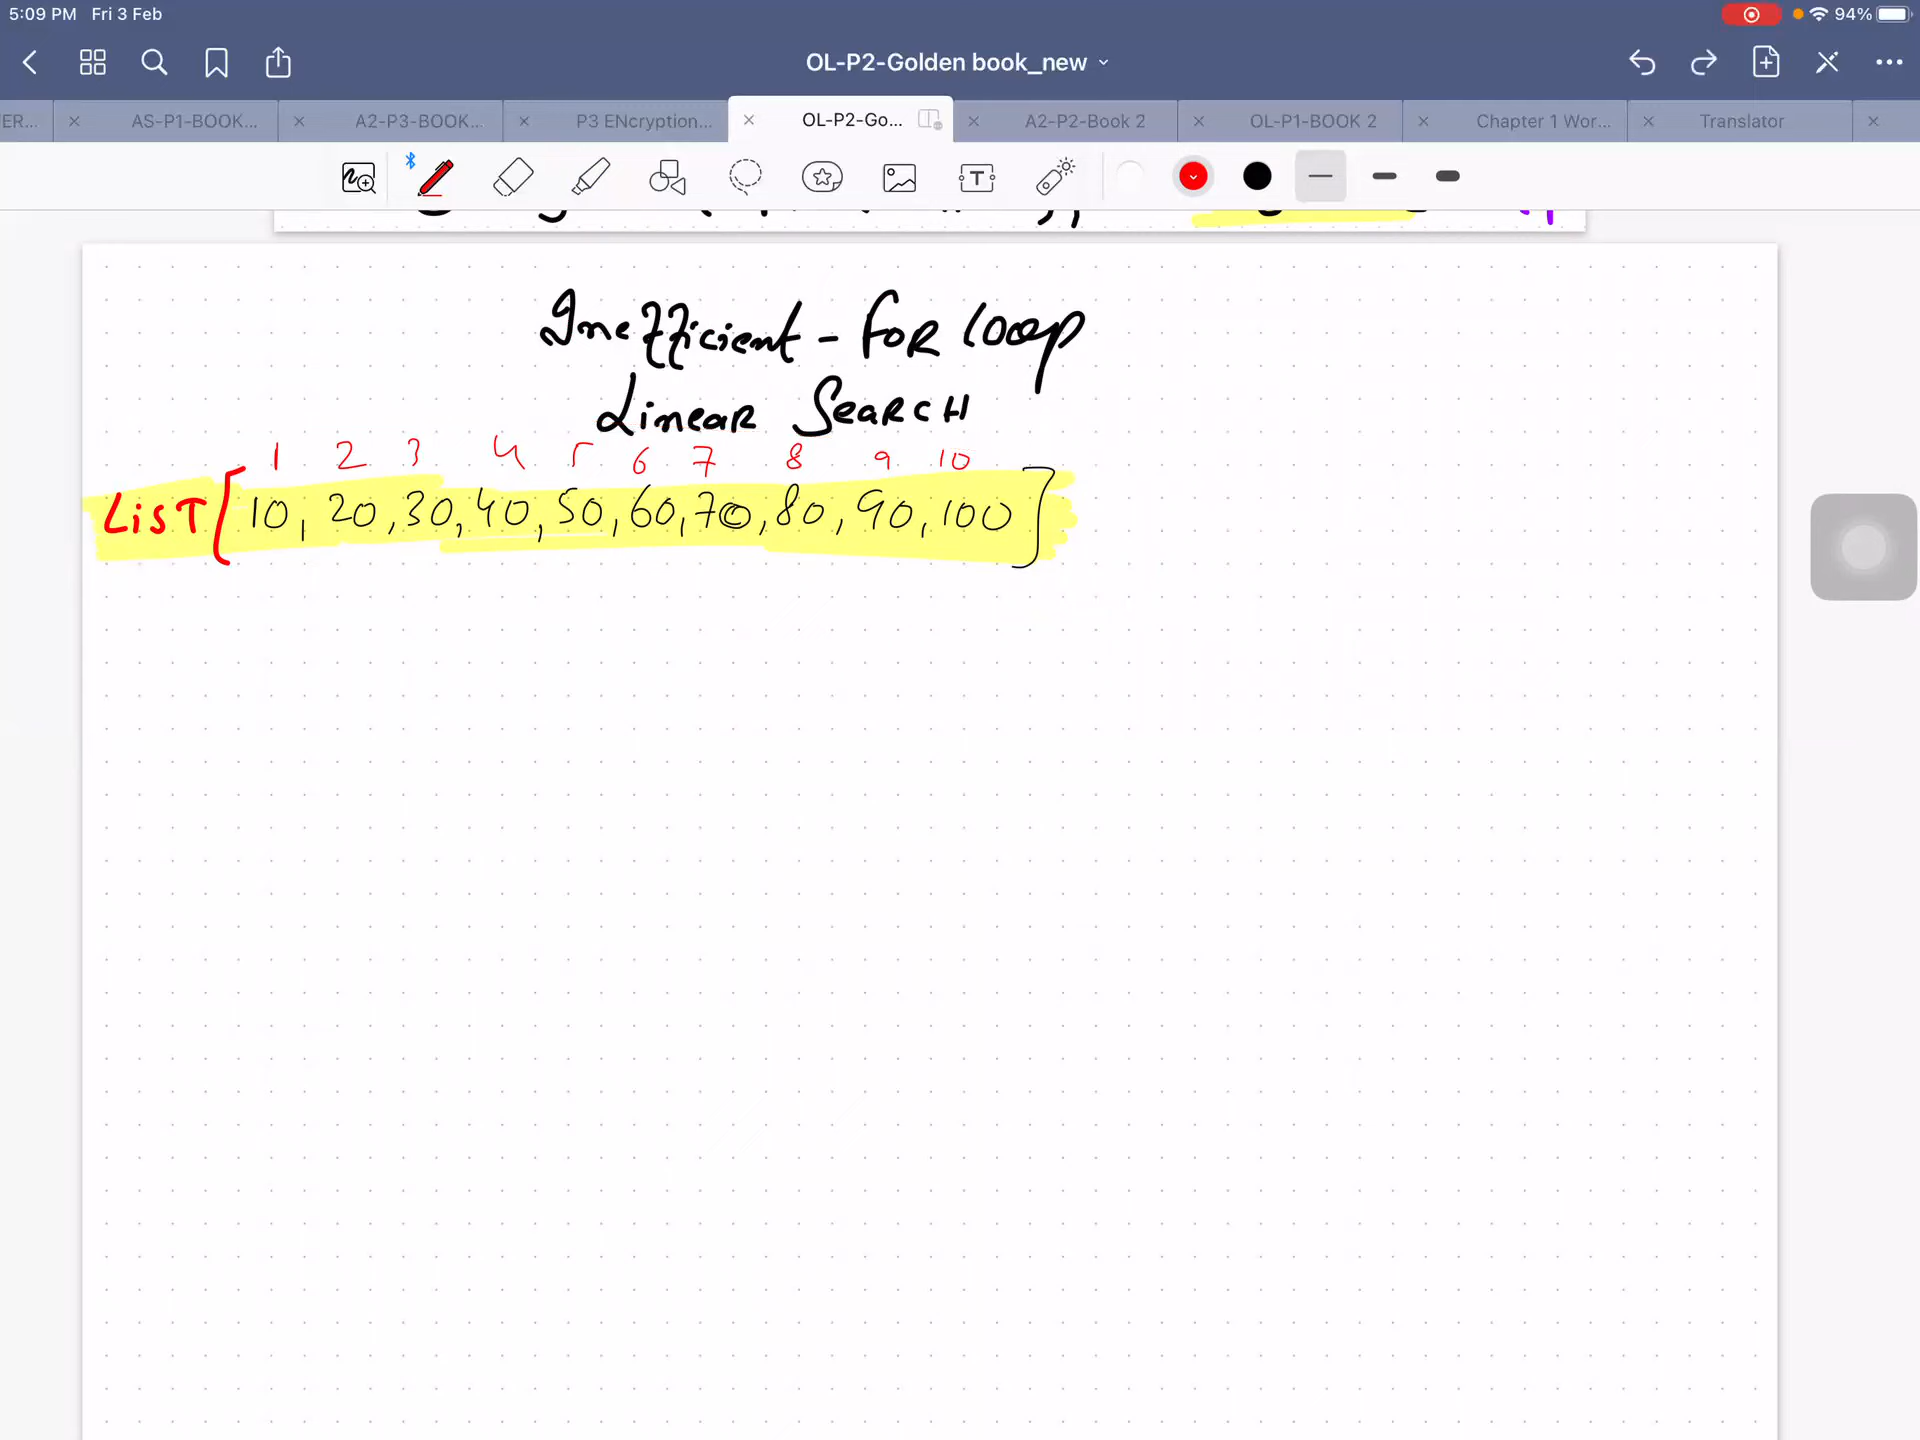 5:09 PM Fri 3 Feb
94%
OL-P2-Golden book_new
ER...
AS-P1-BOOK...
A2-P3-BOOK...
P3 ENcryption...
OL-P2-Go...
A2-P2-Book 2
OL-P1-BOOK 2
Chapter 1 Wor...
Translator
T
Inefficient - FOR loop
Linear Search
1 2 3 4 5 6 7 8 9 10
LiST [10, 20, 30, 40, 50, 60, 70, 80, 90, 100]